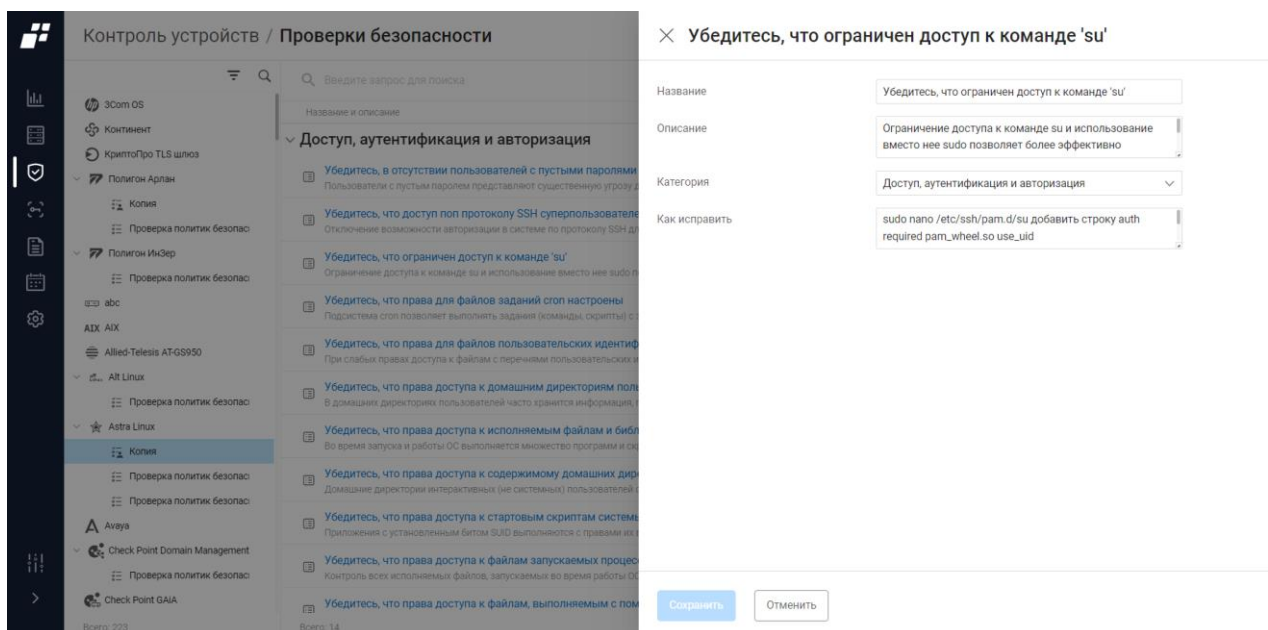 Контроль устройств / Проверки безопасности
3Com OS
Континент
КриптоПро TLS шлюз
Полигон Арлан
Копия
Проверка политик безопас
Полигон ИнЗер
Проверка политик безопас
abc
AIX AIX
Allied-Telesis AT-GS950
Alt Linux
Проверка политик безопас
Astra Linux
Копия
Проверка политик безопас
Проверка политик безопас
Avaya
Check Point Domain Management
Проверка политик безопас
Check Point GAiA
Всего: 223
Введите запрос для поиска
Название и описание
Доступ, аутентификация и авторизация
Убедитесь, в отсутствии пользователей с пустыми паролями
Пользователи с пустым паролем представляют существенную угрозу д
Убедитесь, что доступ поп протоколу SSH суперпользователе
Отключение возможности авторизации в системе по протоколу SSH дл
Убедитесь, что ограничен доступ к команде 'su'
Ограничение доступа к команде su и использование вместо нее sudo п
Убедитесь, что права для файлов заданий cron настроены
Подсистема cron позволяет выполнять задания (команды, скрипты) с
Убедитесь, что права для файлов пользовательских идентиф
При слабых правах доступа к файлам с перечнями пользовательских и
Убедитесь, что права доступа к домашним директориям пол
В домашних директориях пользователей часто хранится информация,
Убедитесь, что права доступа к исполняемым файлам и библ
Во время запуска и работы ОС выполняется множество программ и ск
Убедитесь, что права доступа к содержимому домашних дир
Домашние директории интерактивных (не системных) пользователей с
Убедитесь, что права доступа к стартовым скриптам системы
Приложения с установленным битом SUID выполняются с правами их
Убедитесь, что права доступа к файлам запускаемых процес
Контроль всех исполняемых файлов, запускаемых во время работы ОС
Убедитесь, что права доступа к файлам, выполняемым с пом
Всего: 14
Убедитесь, что ограничен доступ к команде 'su'
Название
Убедитесь, что ограничен доступ к команде 'su'
Описание
Ограничение доступа к команде su и использование
вместо нее sudo позволяет более эффективно
Категория
Доступ, аутентификация и авторизация
Как исправить
sudo nano /etc/ssh/pam.d/su добавить строку auth
required pam_wheel.so use_uid
Сохранить
Отменить